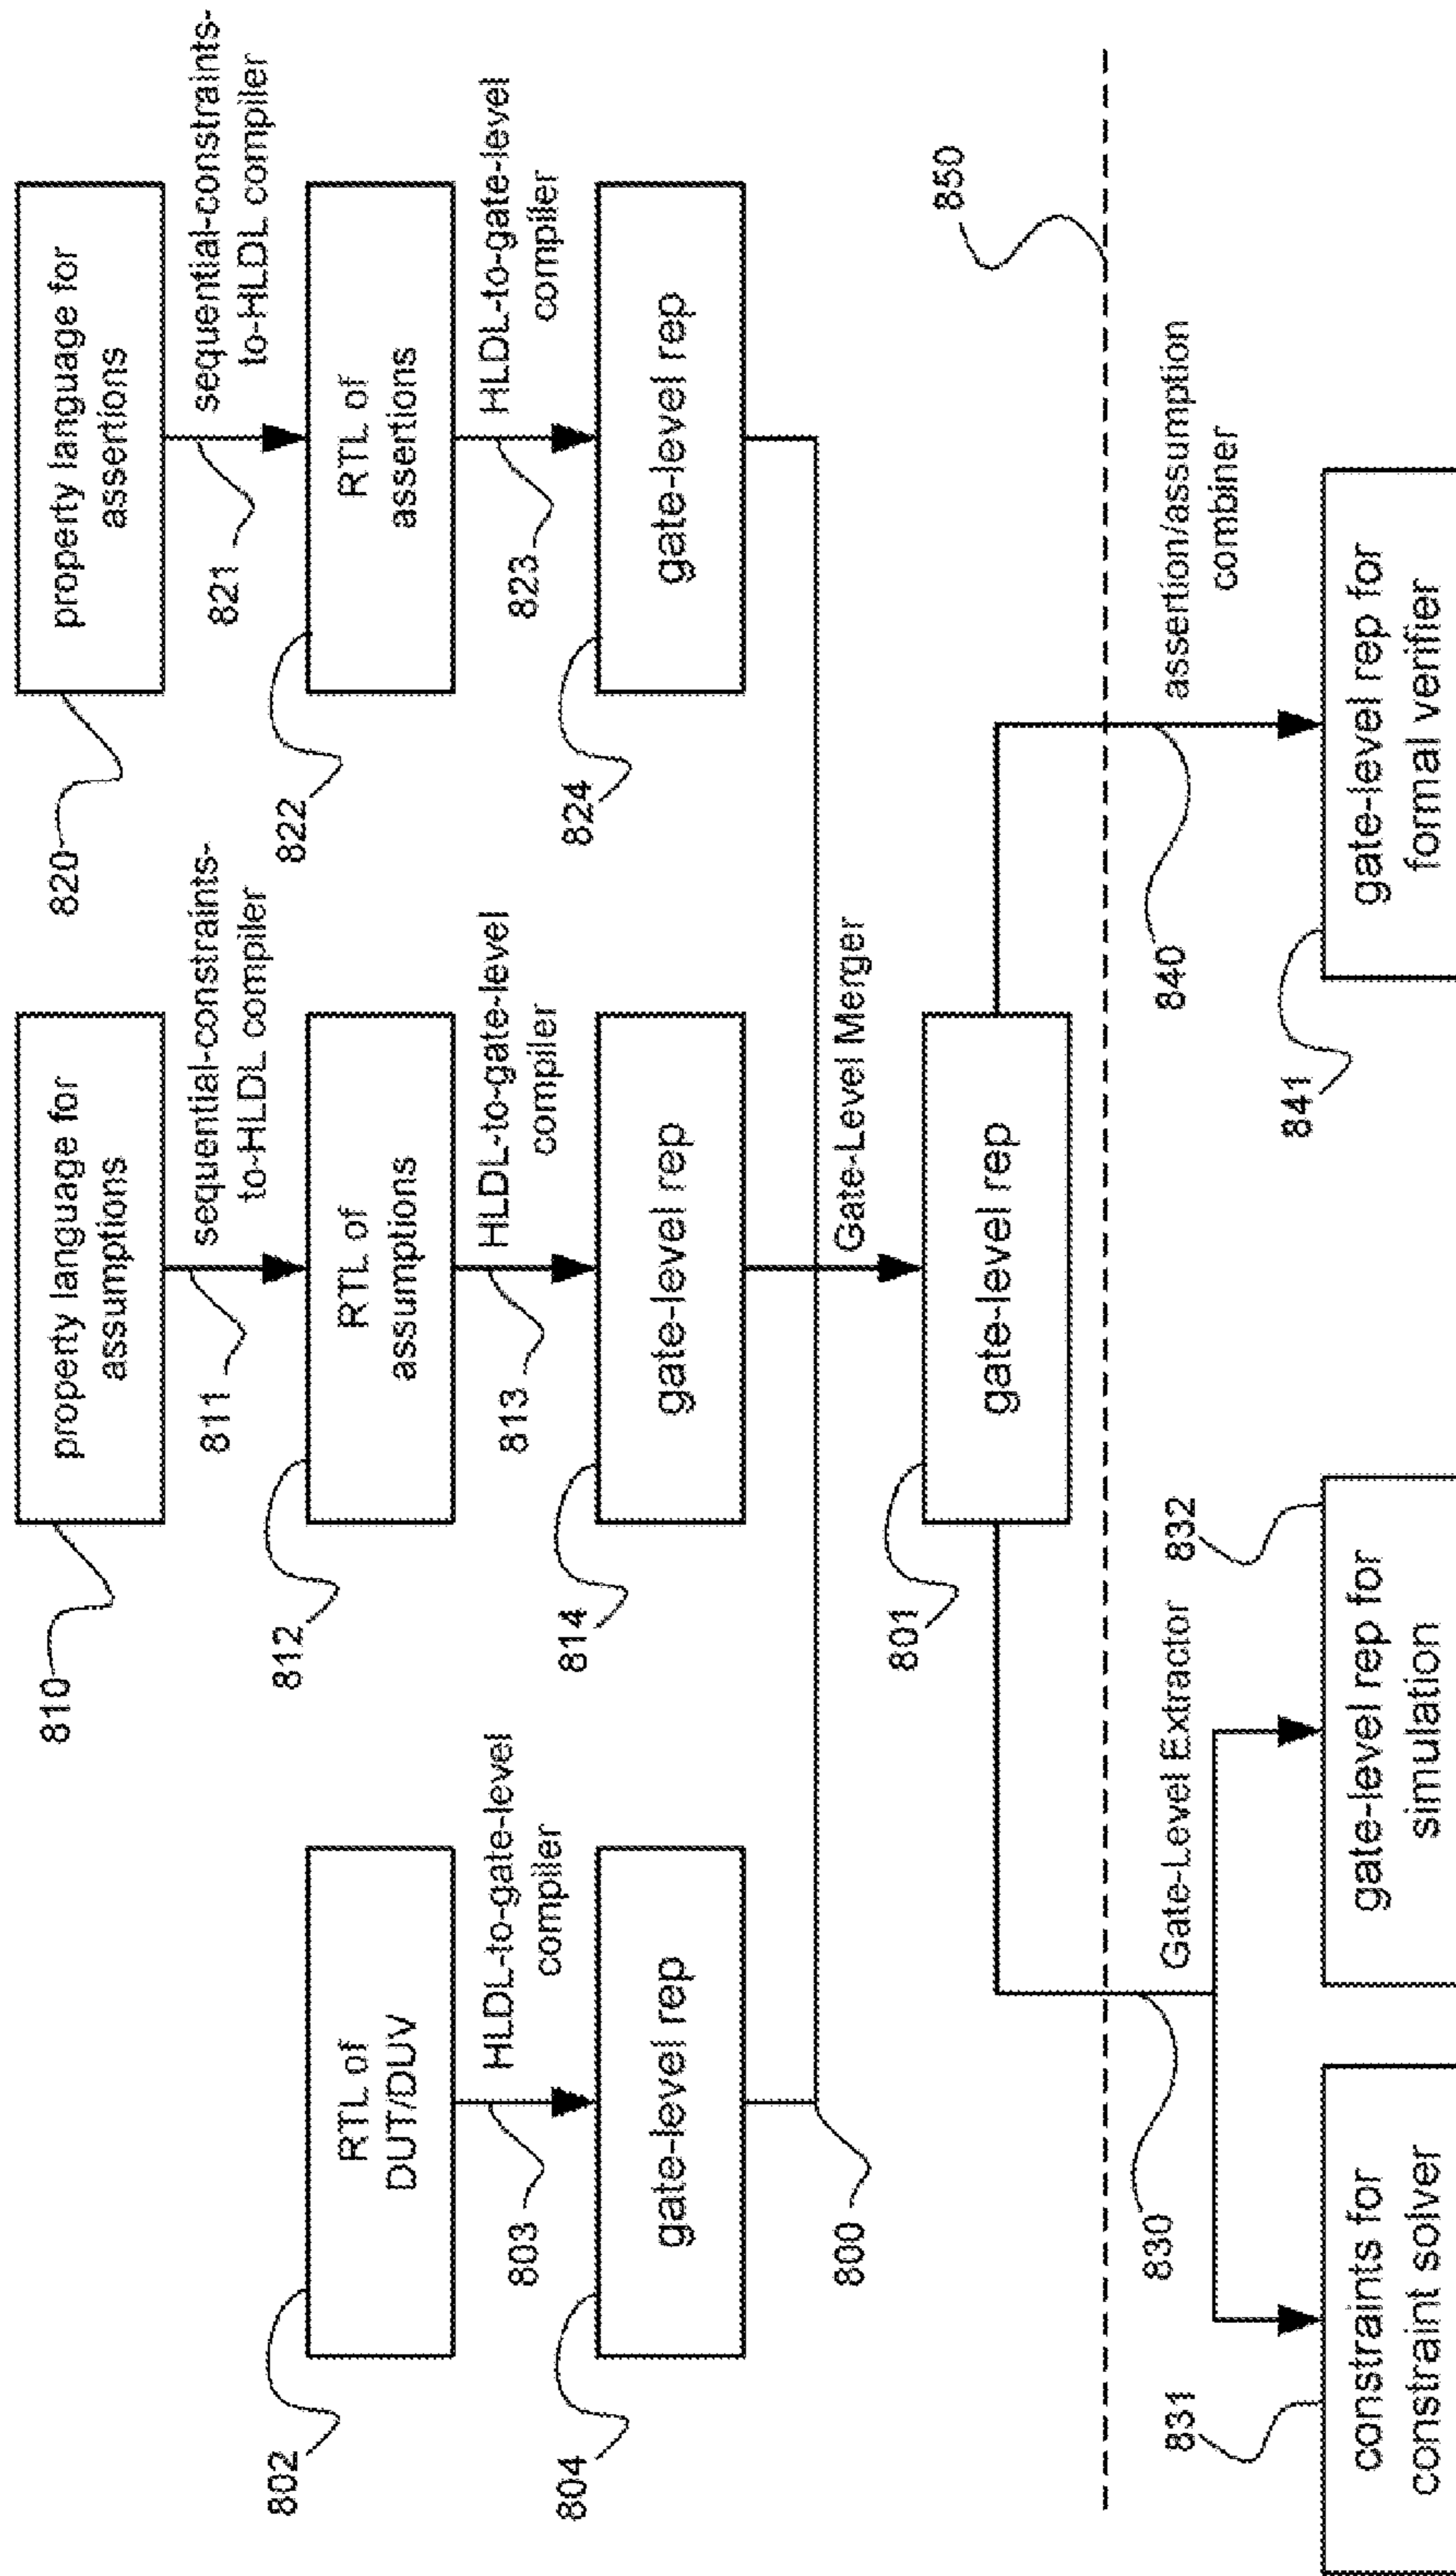 810
property language for
assumptions
820
property language for
assertions
811
sequential-constraints-
to-HLDL compiler
821
sequential-constraints-
to-HLDL compiler
802
RTL of
DUT/DUV
812
RTL of
assumptions
822
RTL of
assertions
803
HLDL-to-gate-level
compiler
813
HLDL-to-gate-level
compiler
823
HLDL-to-gate-level
compiler
804
gate-level rep
814
gate-level rep
824
gate-level rep
800
Gate-Level Merger
801
gate-level rep
850
830
Gate-Level Extractor
840
assertion/assumption
combiner
831
constraints for
constraint solver
832
gate-level rep for
simulation
841
gate-level rep for
formal verifier